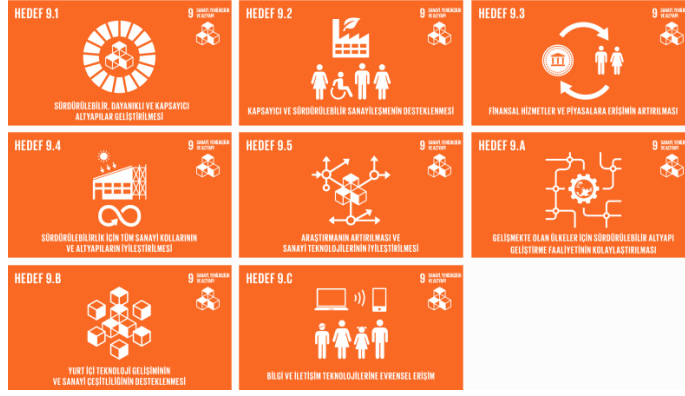 HEDEF 9.1
9 SANAYİ, YENİLİKÇİLİK
VE ALTYAPI
SÜRDÜRÜLEBİLİR, DAYANIKLI VE KAPSAYICI
ALTYAPILAR GELİŞTİRİLMESİ
HEDEF 9.2
9 SANAYİ, YENİLİKÇİLİK
VE ALTYAPI
KAPSAYICI VE SÜRDÜRÜLEBİLİR SANAYİLEŞMENİN DESTEKLENMESİ
HEDEF 9.3
9 SANAYİ, YENİLİKÇİLİK
VE ALTYAPI
FİNANSAL HİZMETLER VE PİYASALARA ERİŞİMİN ARTIRILMASI
HEDEF 9.4
9 SANAYİ, YENİLİKÇİLİK
VE ALTYAPI
SÜRDÜRÜLEBİLİRLİK İÇİN TÜM SANAYİ KOLLARININ
VE ALTYAPILARIN İYİLEŞTİRİLMESİ
HEDEF 9.5
9 SANAYİ, YENİLİKÇİLİK
VE ALTYAPI
ARAŞTIRMANIN ARTIRILMASI VE
SANAYİ TEKNOLOJİLERİNİN İYİLEŞTİRİLMESİ
HEDEF 9.A
9 SANAYİ, YENİLİKÇİLİK
VE ALTYAPI
GELİŞMEKTE OLAN ÜLKELER İÇİN SÜRDÜRÜLEBİLİR ALTYAPI
GELİŞTİRME FAALİYETİNİN KOLAYLAŞTIRILMASI
HEDEF 9.B
9 SANAYİ, YENİLİKÇİLİK
VE ALTYAPI
YURT İÇİ TEKNOLOJİ GELİŞİMİNİN
VE SANAYİ ÇEŞİTLİLİĞİNİN DESTEKLENMESİ
HEDEF 9.C
9 SANAYİ, YENİLİKÇİLİK
VE ALTYAPI
BİLGİ VE İLETİŞİM TEKNOLOJİLERİNE EVRENSEL ERİŞİM